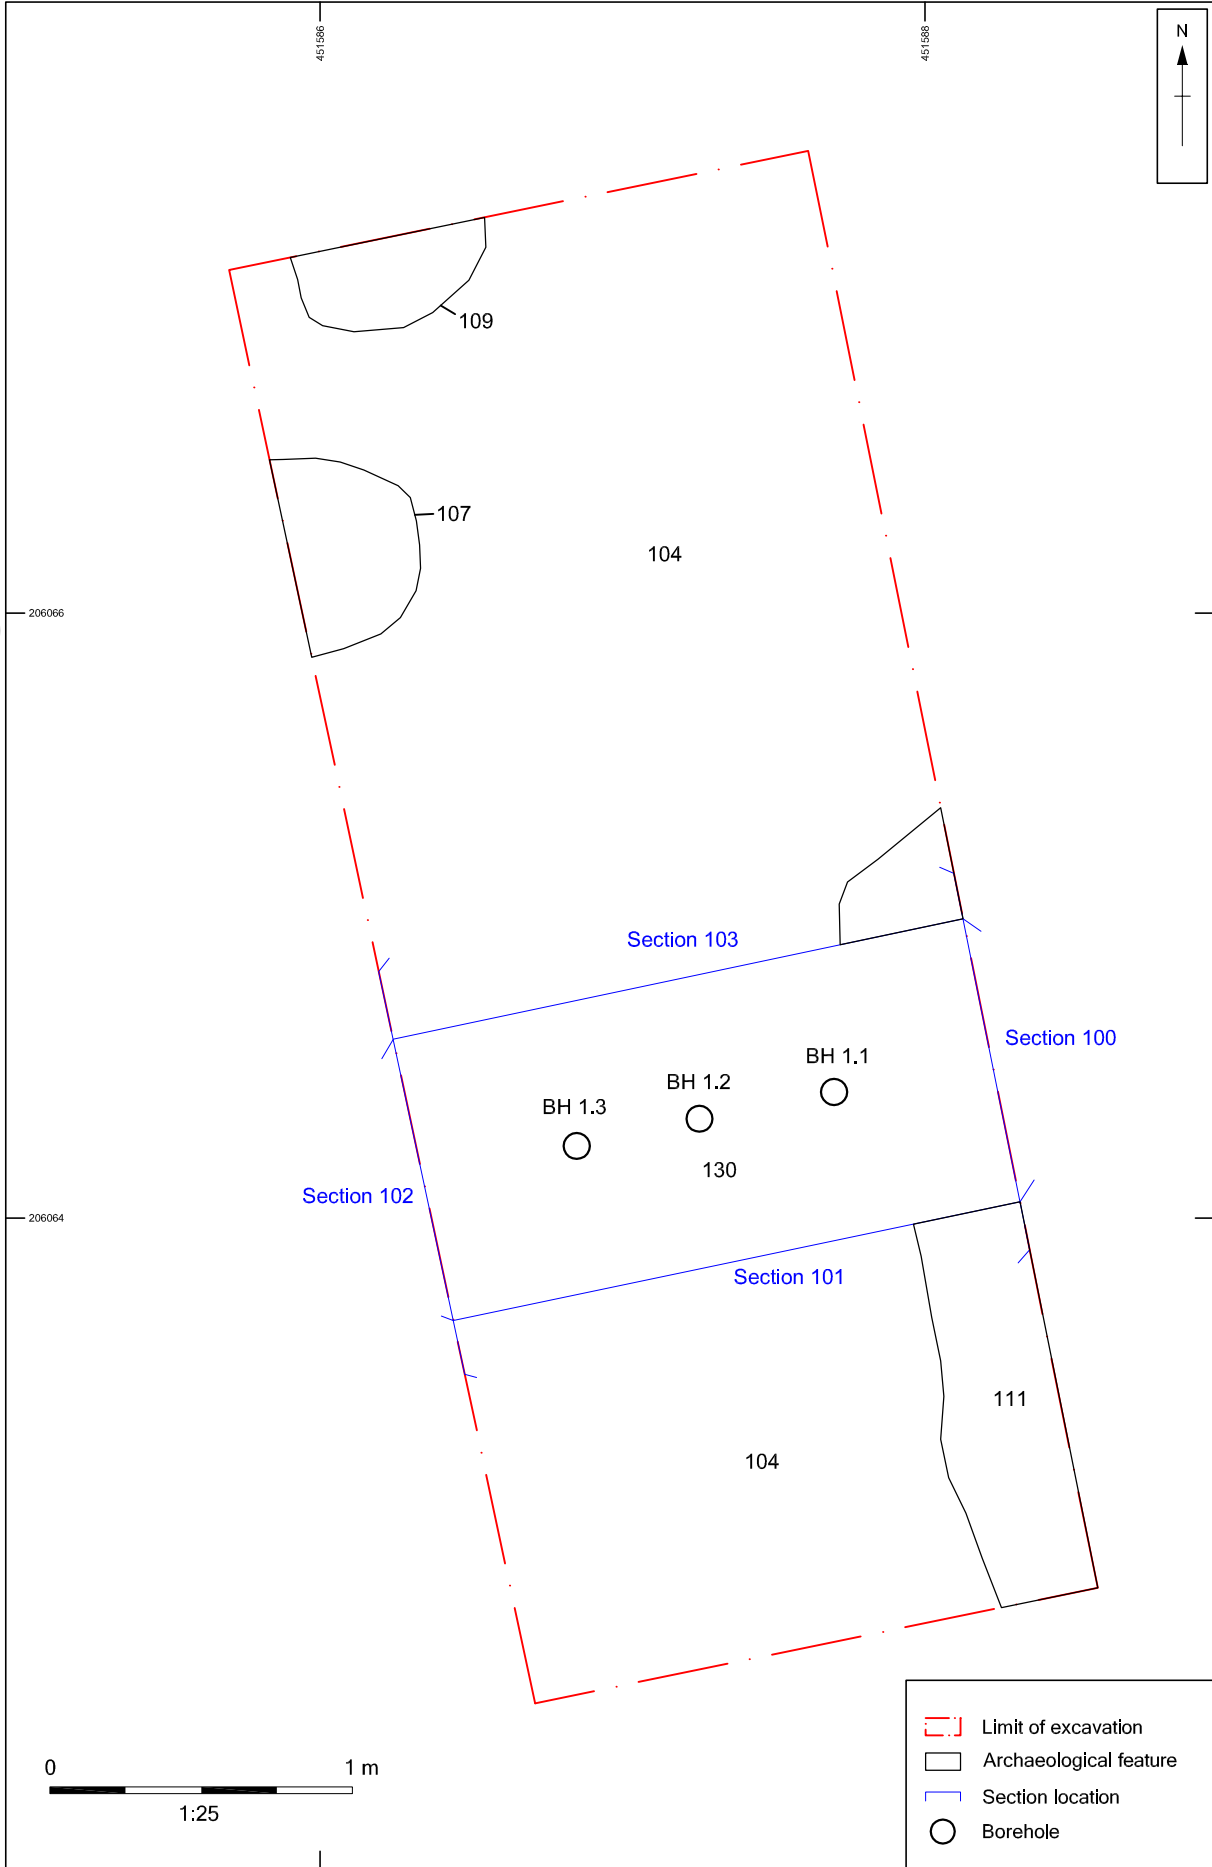 451586
451588
N
109
107
104
206066
Section 103
Section 100
BH 1.1
BH 1.2
BH 1.3
130
Section 102
206064
Section 101
111
104
0 1 m
1:25
Limit of excavation
Archaeological feature
Section location
Borehole